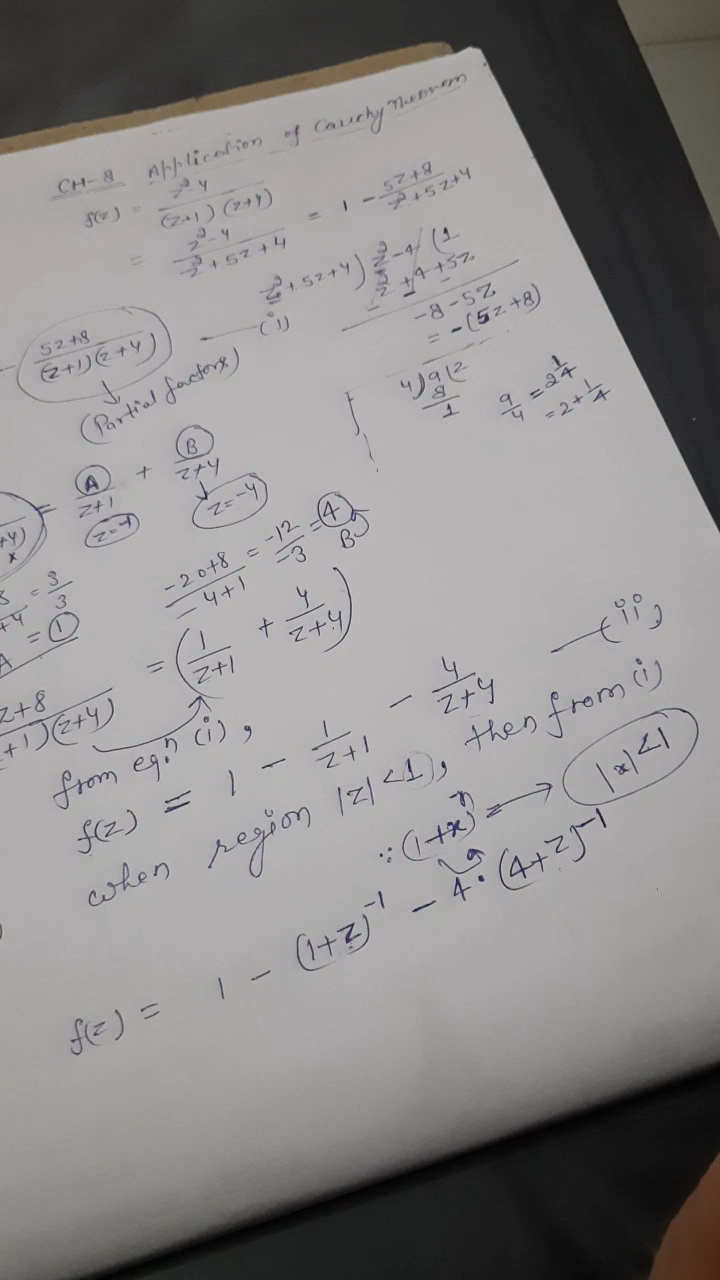 CH-8 Application of Cauchy Theorem
f(z) = z²-4 / (z+1) (z+4) = 1 - 5z+8 / z²+5z+4
= z²-4 / z²+5z+4
z²+5z+4 ) z²-4 ( 1
z²+4+5z
-8-5z
= -(5z+8)
- 5z+8 / (z+1)(z+4) —(i)
(Partial factors)
4)9(2
8
1
9/4 = 2 1/4
= 2 + 1/4
= A / z+1 + B / z+4
z=-1 z=-4
= 3/3
-20+8 / -4+1 = -12 / -3 = 4
B
A = 1
z+8 / +1)(z+4) = ( 1 / z+1 + 4 / z+4 )
from eqn (i),
f(z) = 1 - 1 / z+1 - 4 / z+4 —(ii)
when region |z|<1), then from (i)
∵ (1+x)^-n = → |x|<1
f(z) = 1 - (1+z)^-1 - 4·(4+z)^-1